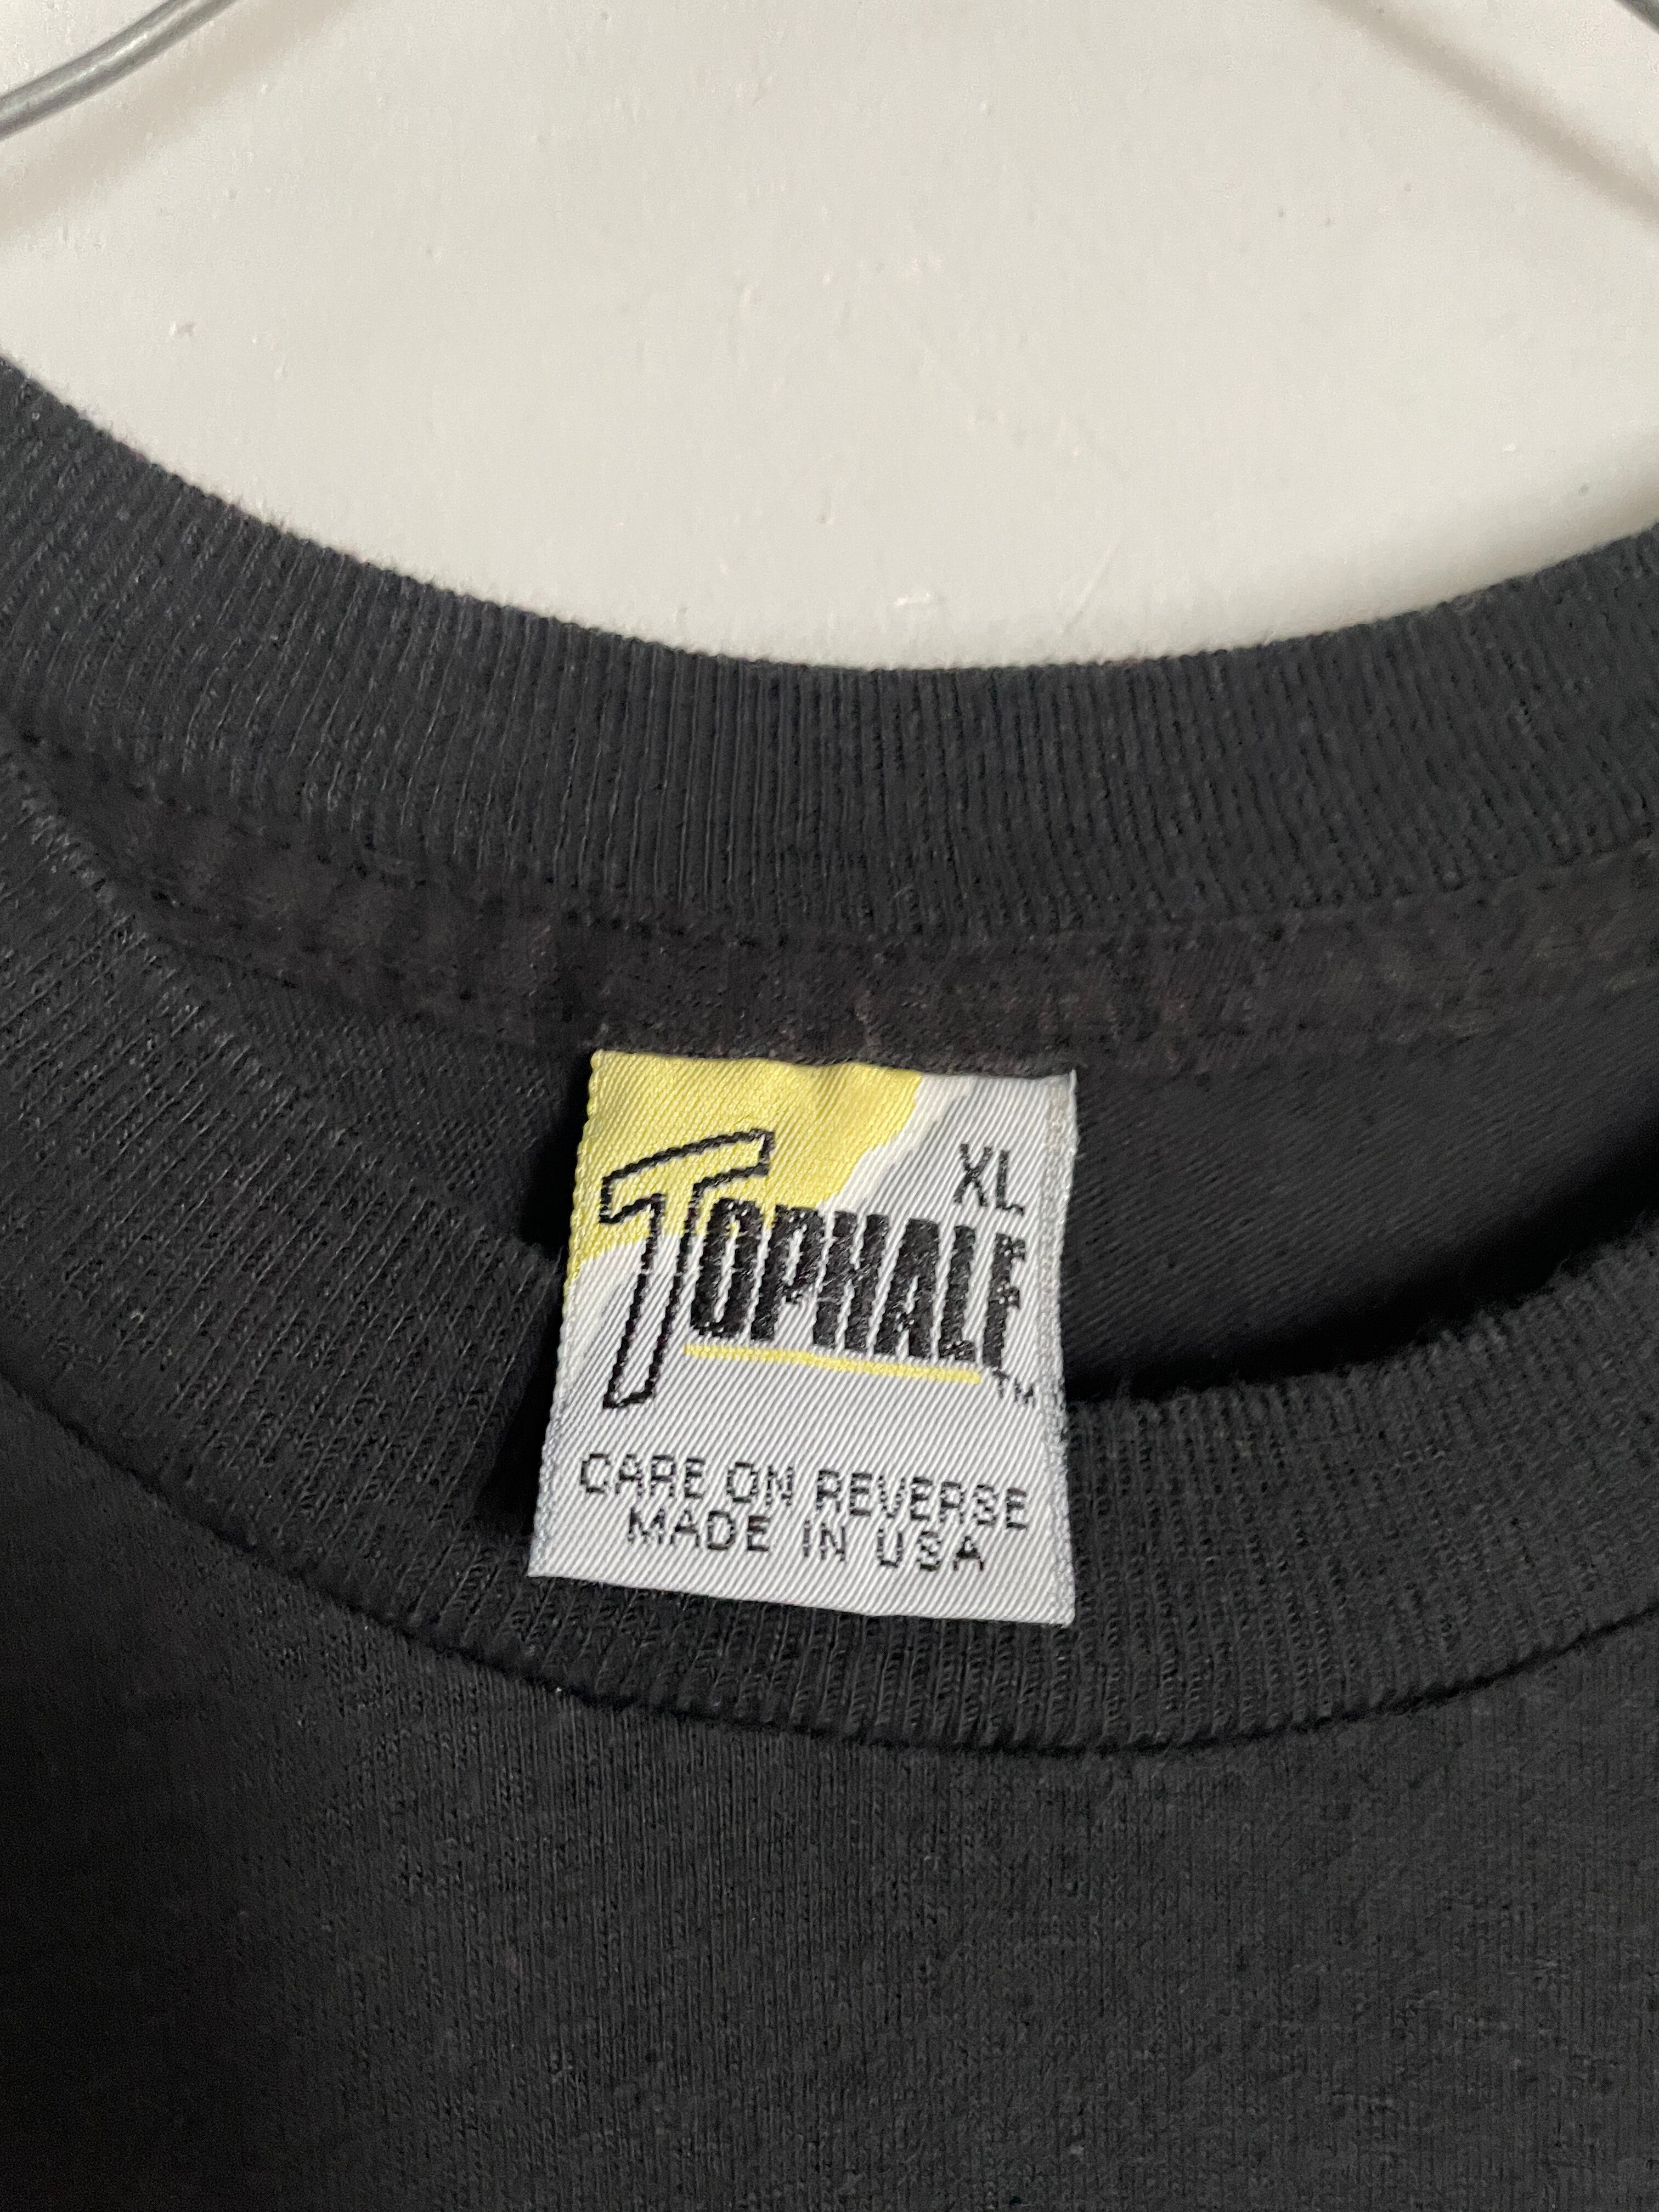 XL
TOPHALF
TM
CARE ON REVERSE
MADE IN USA